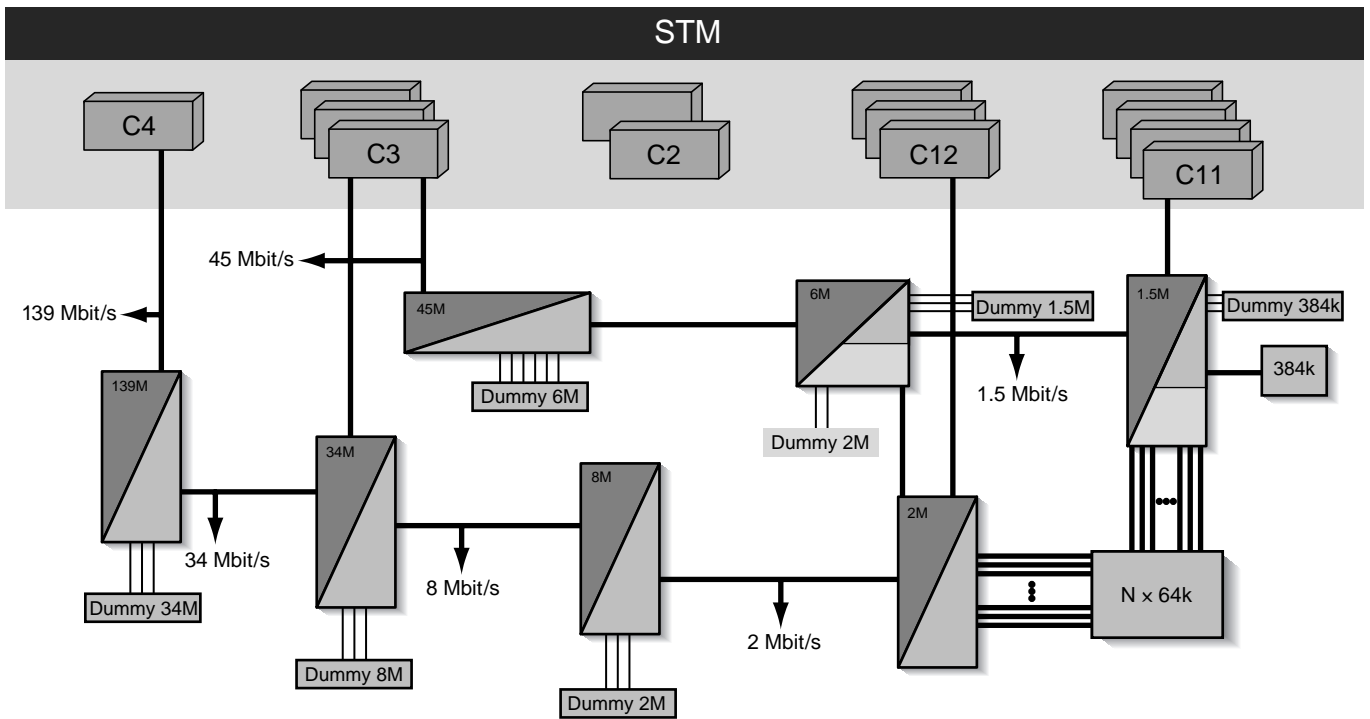 STM
C4
C3
C2
C12
C11
45 Mbit/s
139 Mbit/s
45M
6M
Dummy 1.5M
1.5M
Dummy 384k
1.5 Mbit/s
384k
139M
Dummy 6M
Dummy 2M
34M
8M
2M
34 Mbit/s
8 Mbit/s
2 Mbit/s
N x 64k
Dummy 34M
Dummy 8M
Dummy 2M